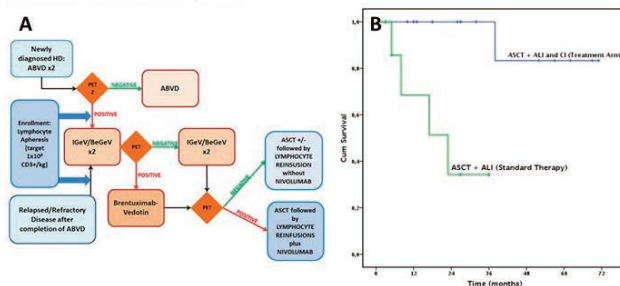 A
Newly
diagnosed HD:
ABVD x2
PET
2
NEGATIVE
ABVD
POSITIVE
Enrollment:
Lymphocyte
Apheresis
(target
1x10⁸
CD3+/kg)
IGeV/BeGeV
x2
PET
NEGATIVE
IGeV/BeGeV
x2
POSITIVE
Relapsed/Refractory
Disease after
completion of ABVD
Brentuximab-
Vedotin
PET
NEGATIVE
POSITIVE
ASCT +/-
followed by
LYMPHOCYTE
REINSUSION
without
NIVOLUMAB
ASCT followed
by
LYMPHOCYTE
REINFUSIONS
plus
NIVOLUMAB
B
Cum Survival
1,0
0,8
0,6
0,4
0,2
0,0
ASCT + ALI and CI (Treatment Arm
ASCT + ALI (Standard Therapy)
0 12 24 36 48 60 72
Time (months)